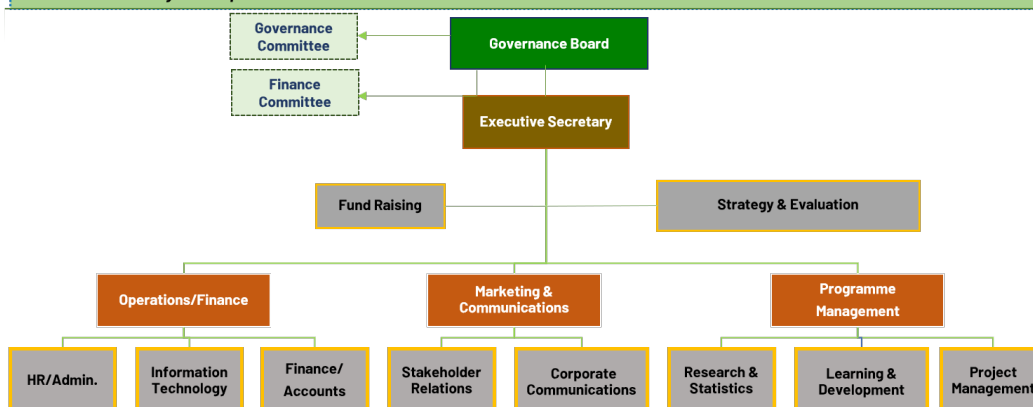 Governance
Committee
Governance Board
Finance
Committee
Executive Secretary
Fund Raising
Strategy & Evaluation
Operations/Finance
Marketing &
Communications
Programme
Management
HR/Admin.
Information
Technology
Finance/
Accounts
Stakeholder
Relations
Corporate
Communications
Research &
Statistics
Learning &
Development
Project
Management